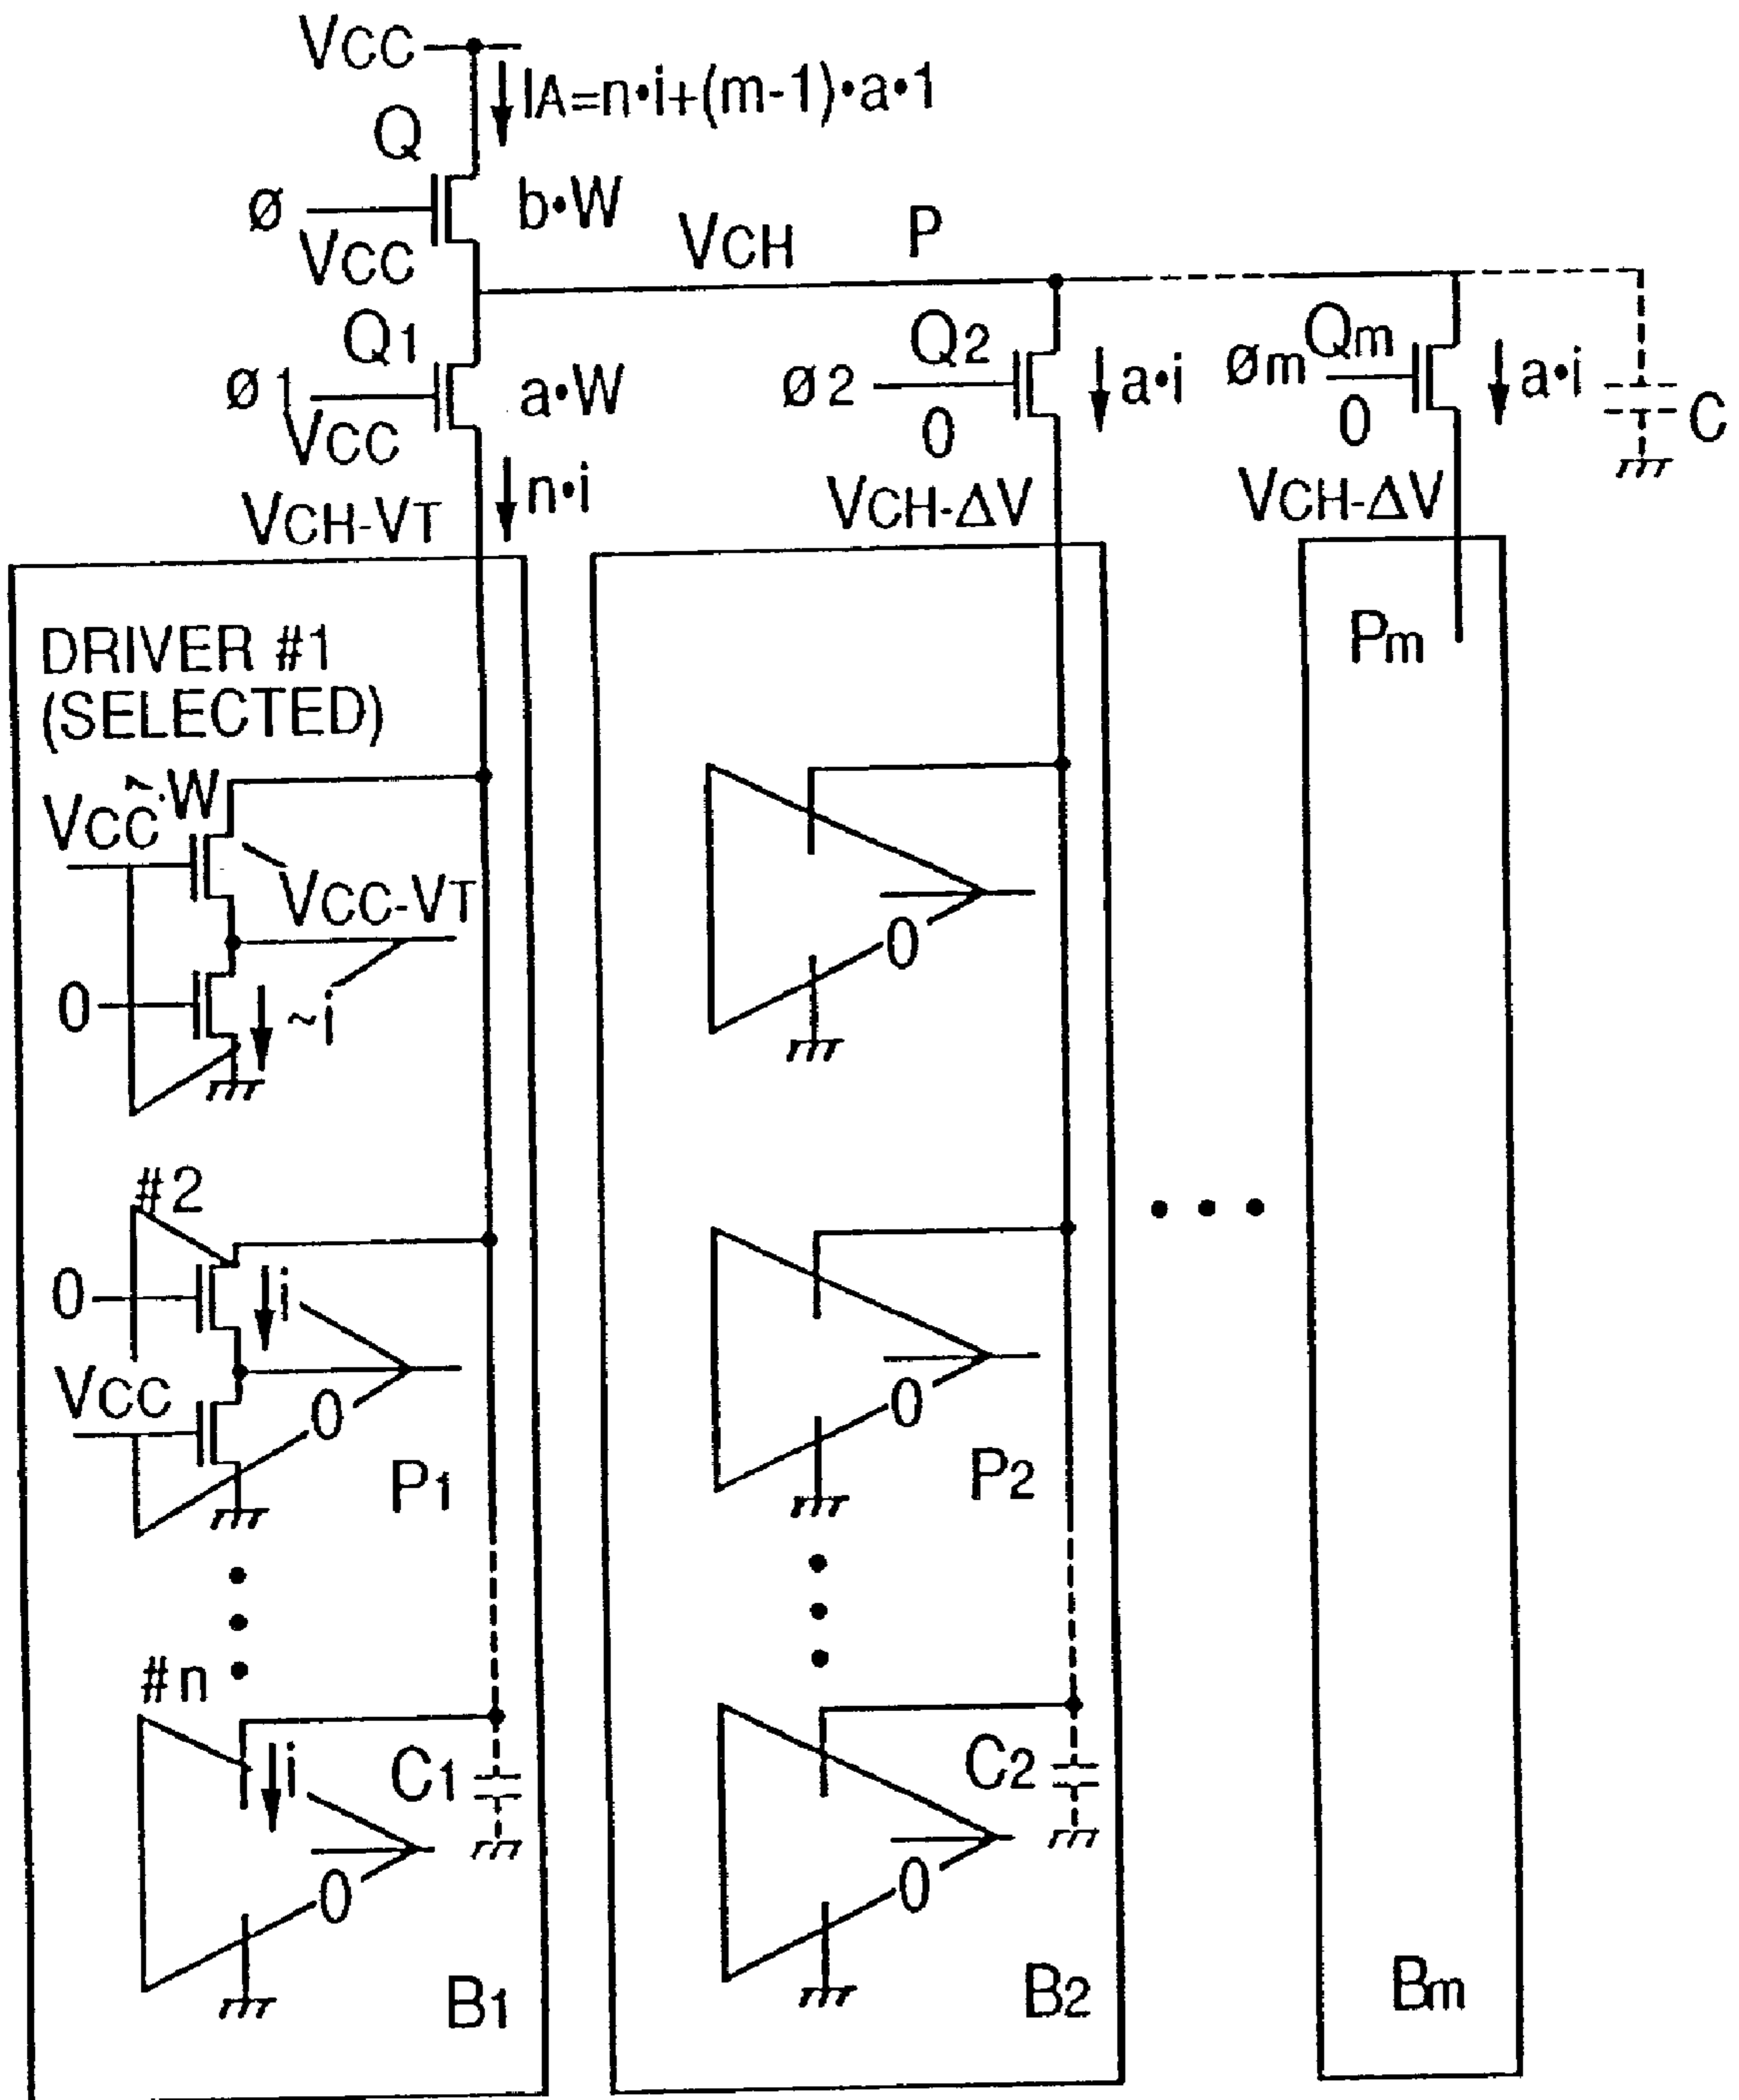 VCC
IA=n•i+(m-1)•a•1
Q
ø
b•W
VCC
VCH
P
Q1
ø1
a•W
VCC
Q2
ø2
a•i
0
Qm
øm
a•i
0
C
VCH-VT
n•i
VCH-ΔV
VCH-ΔV
DRIVER #1
(SELECTED)
Pm
VCC
~•W
VCC-VT
0
~i
0
#2
0
i
VCC
0
P1
0
P2
• • •
#n
i
C1
0
B1
C2
0
B2
Bm